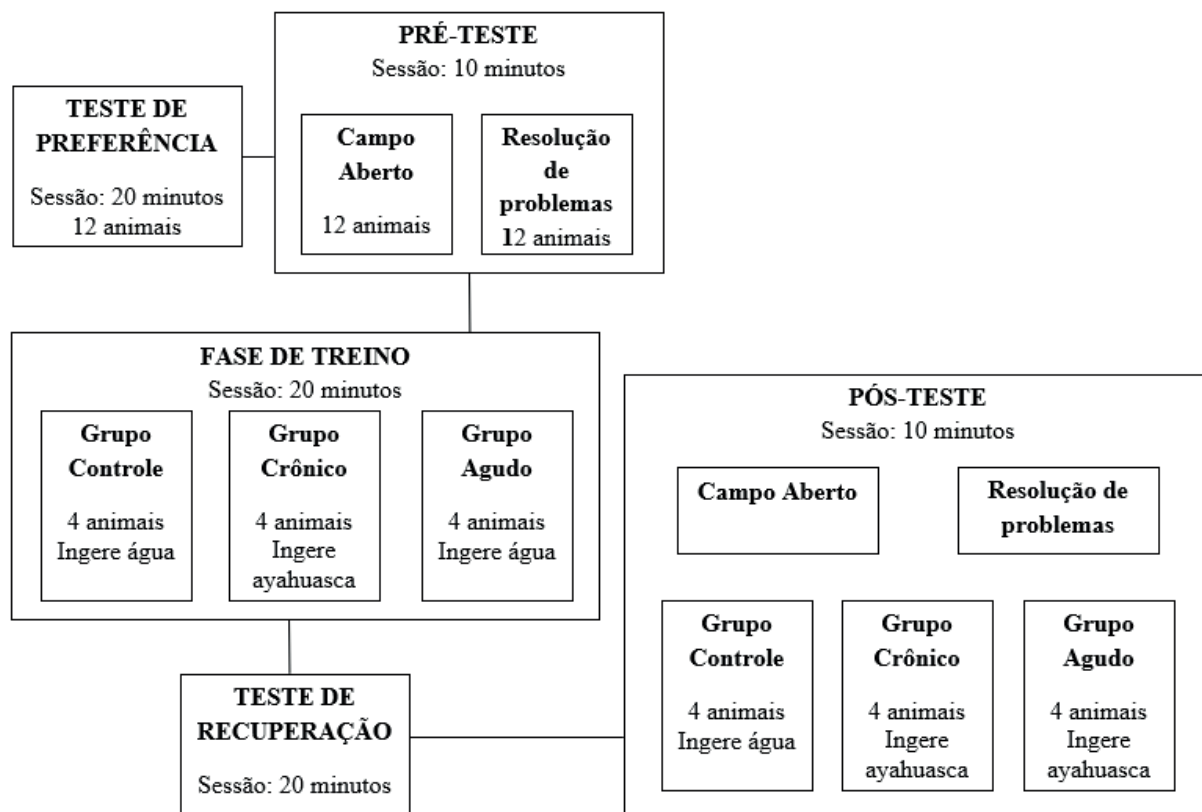 TESTE DE
PREFERÊNCIA
Sessão: 20 minutos
12 animais
PRÉ-TESTE
Sessão: 10 minutos
Campo
Aberto
12 animais
Resolução
de
problemas
12 animais
FASE DE TREINO
Sessão: 20 minutos
Grupo
Controle
4 animais
Ingere água
Grupo
Crônico
4 animais
Ingere
ayahuasca
Grupo
Agudo
4 animais
Ingere água
TESTE DE
RECUPERAÇÃO
Sessão: 20 minutos
PÓS-TESTE
Sessão: 10 minutos
Campo Aberto
Resolução de
problemas
Grupo
Controle
4 animais
Ingere água
Grupo
Crônico
4 animais
Ingere
ayahuasca
Grupo
Agudo
4 animais
Ingere
ayahuasca